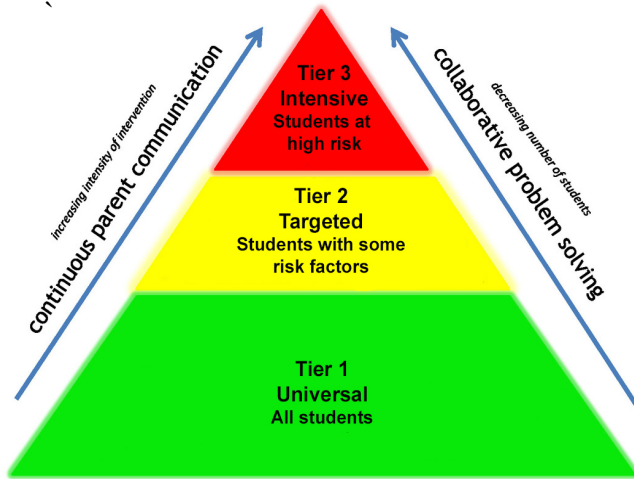 `
Tier 3
Intensive
Students at
high risk
Tier 2
Targeted
Students with some
risk factors
Tier 1
Universal
All students
increasing intensity of intervention
continuous parent communication
collaborative problem solving
decreasing number of students